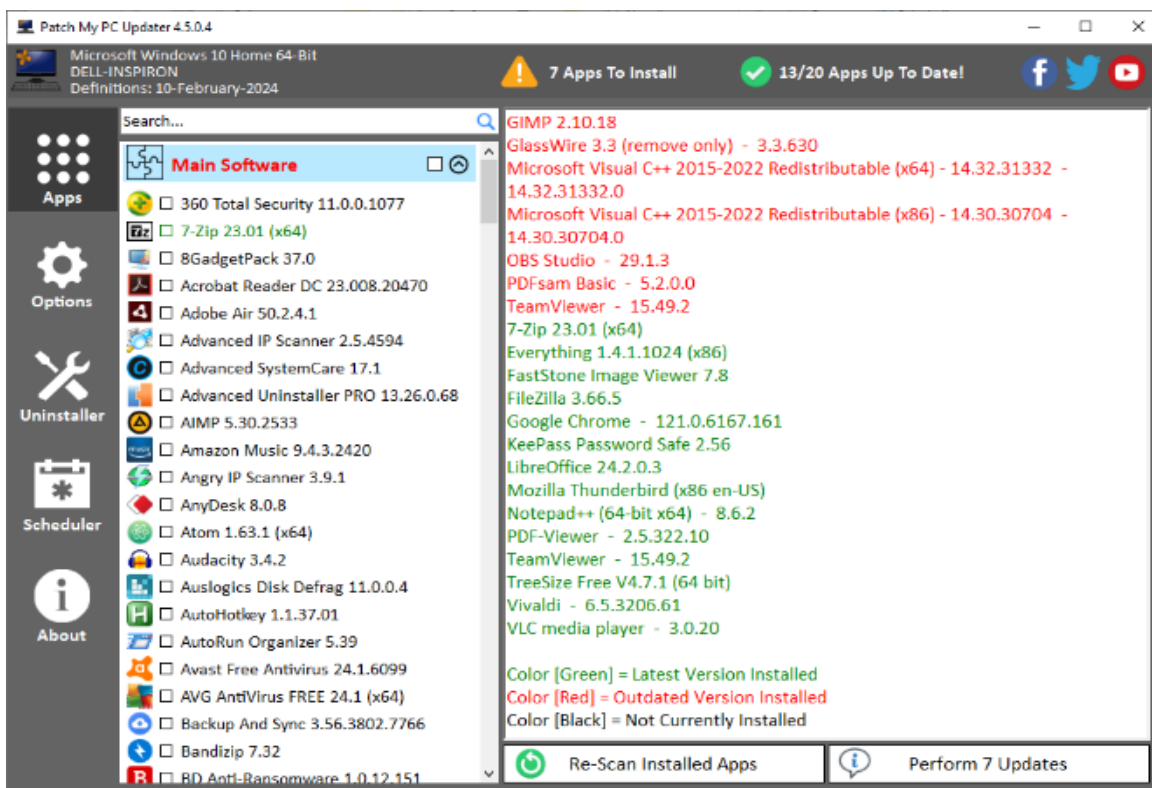 Patch My PC Updater 4.5.0.4
Microsoft Windows 10 Home 64-Bit
DELL-INSPIRON
Definitions: 10-February-2024
7 Apps To Install
13/20 Apps Up To Date!
Apps
Options
Uninstaller
Scheduler
About
Search...
Main Software
360 Total Security 11.0.0.1077
7-Zip 23.01 (x64)
8GadgetPack 37.0
Acrobat Reader DC 23.008.20470
Adobe Air 50.2.4.1
Advanced IP Scanner 2.5.4594
Advanced SystemCare 17.1
Advanced Uninstaller PRO 13.26.0.68
AIMP 5.30.2533
Amazon Music 9.4.3.2420
Angry IP Scanner 3.9.1
AnyDesk 8.0.8
Atom 1.63.1 (x64)
Audacity 3.4.2
Auslogics Disk Defrag 11.0.0.4
AutoHotkey 1.1.37.01
AutoRun Organizer 5.39
Avast Free Antivirus 24.1.6099
AVG AntiVirus FREE 24.1 (x64)
Backup And Sync 3.56.3802.7766
Bandizip 7.32
BD Anti-Ransomware 1.0.12.151
GIMP 2.10.18
GlassWire 3.3 (remove only) - 3.3.630
Microsoft Visual C++ 2015-2022 Redistributable (x64) - 14.32.31332 -
14.32.31332.0
Microsoft Visual C++ 2015-2022 Redistributable (x86) - 14.30.30704 -
14.30.30704.0
OBS Studio - 29.1.3
PDFsam Basic - 5.2.0.0
TeamViewer - 15.49.2
7-Zip 23.01 (x64)
Everything 1.4.1.1024 (x86)
FastStone Image Viewer 7.8
FileZilla 3.66.5
Google Chrome - 121.0.6167.161
KeePass Password Safe 2.56
LibreOffice 24.2.0.3
Mozilla Thunderbird (x86 en-US)
Notepad++ (64-bit x64) - 8.6.2
PDF-Viewer - 2.5.322.10
TeamViewer - 15.49.2
TreeSize Free V4.7.1 (64 bit)
Vivaldi - 6.5.3206.61
VLC media player - 3.0.20
Color [Green] = Latest Version Installed
Color [Red] = Outdated Version Installed
Color [Black] = Not Currently Installed
Re-Scan Installed Apps
Perform 7 Updates